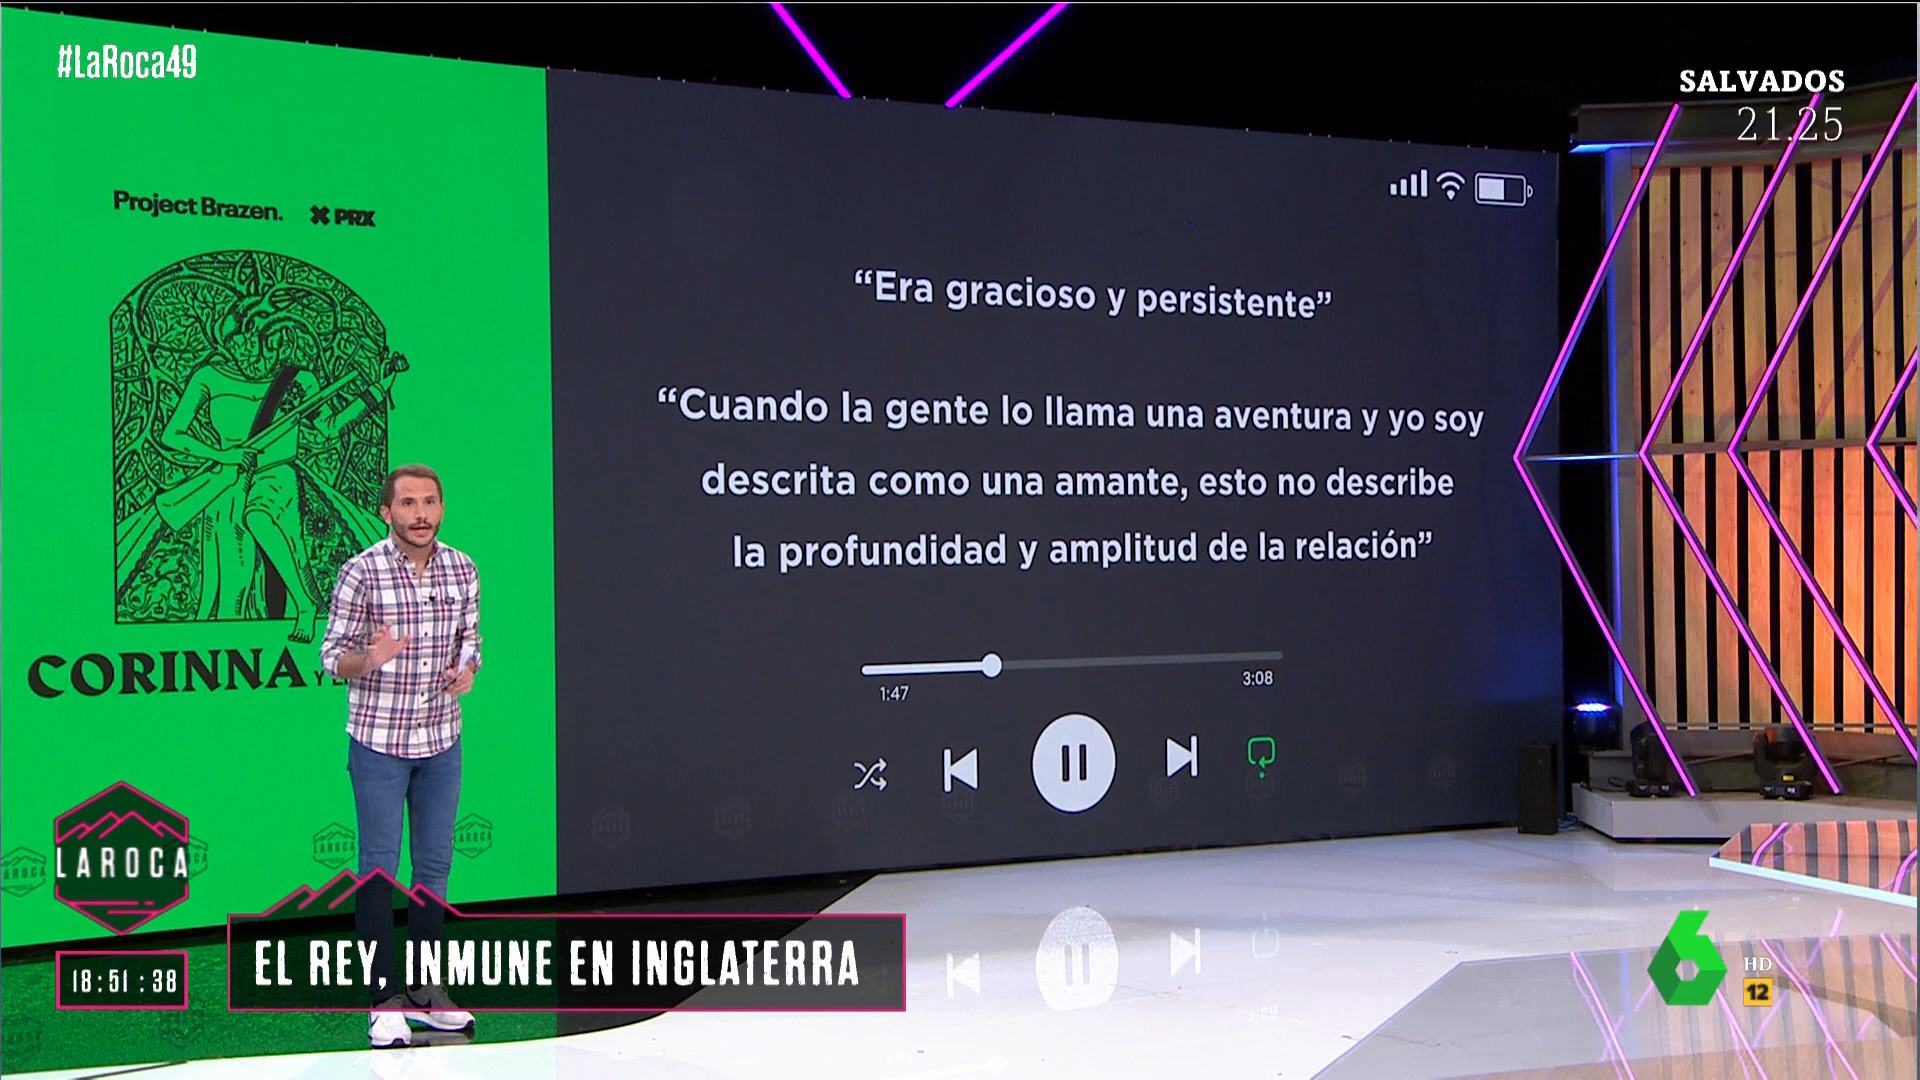 #LaRoca49
SALVADOS
21.25
Project Brazen. PRX
“Era gracioso y persistente”
“Cuando la gente lo llama una aventura y yo soy
descrita como una amante, esto no describe
la profundidad y amplitud de la relación”
CORINNA Y
1:47
3:08
LAROCA
EL REY, INMUNE EN INGLATERRA
18:51:38
HD
12